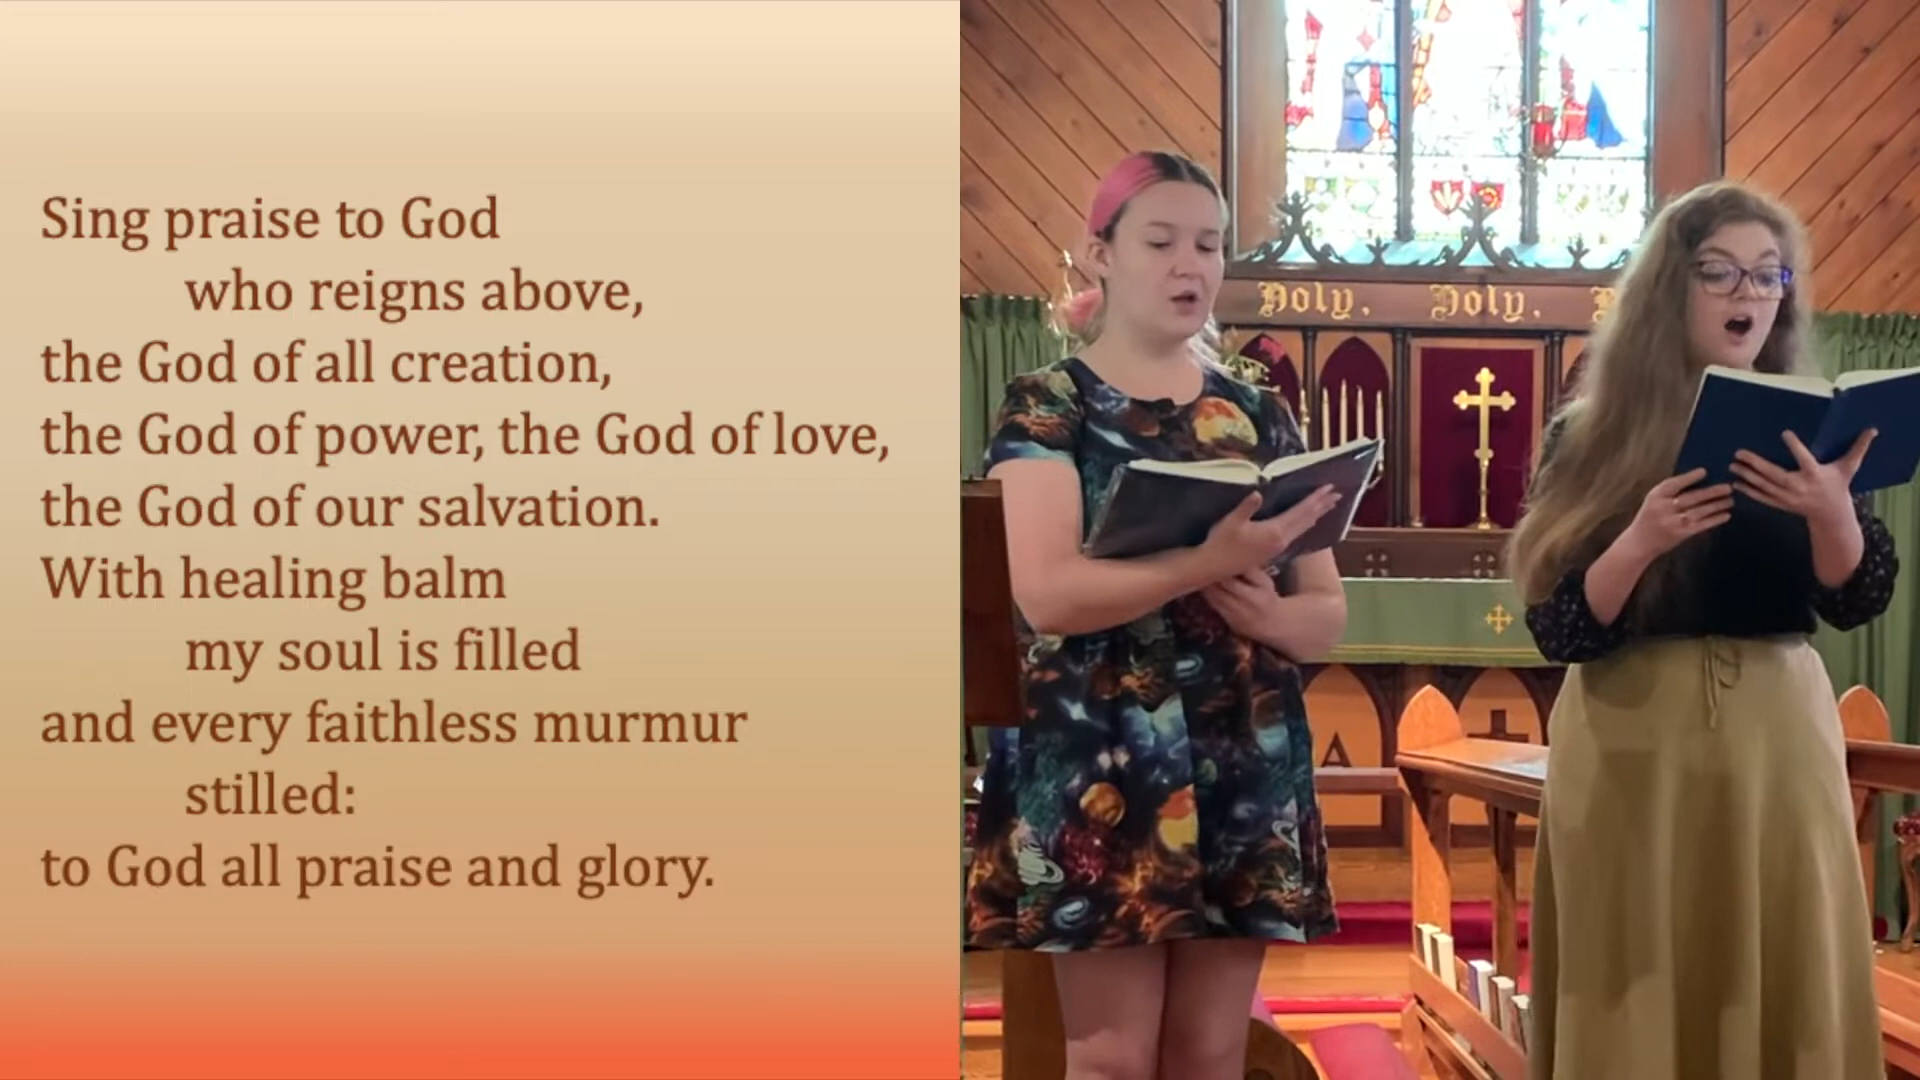 Sing praise to God
who reigns above,
the God of all creation,
the God of power, the God of love,
the God of our salvation.
With healing balm
my soul is filled
and every faithless murmur
stilled:
to God all praise and glory.
Holy, Holy,
A